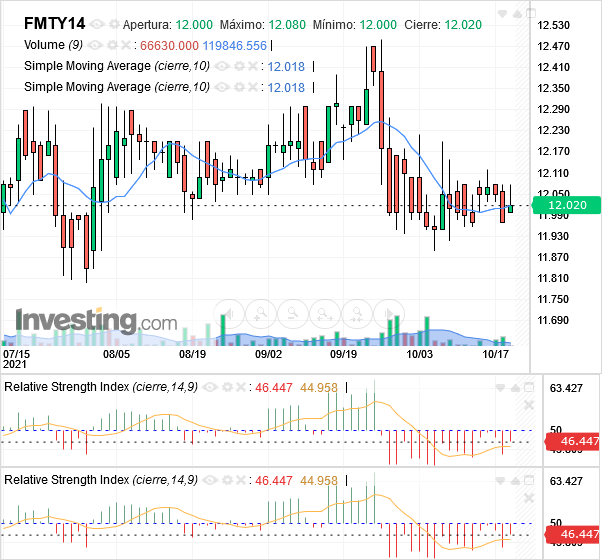 FMTY14 Apertura: 12.000 Máximo: 12.080 Mínimo: 12.000 Cierre: 12.020
Volume (9) : 66630.000 119846.556 |
Simple Moving Average (cierre,10) : 12.018 |
Simple Moving Average (cierre,10) : 12.018 |
12.530
12.470
12.410
12.350
12.290
12.230
12.170
12.110
12.050
12.020
11.990
11.930
11.870
11.810
11.750
11.690
Investing.com
07/15 08/05 08/19 09/02 09/19 10/03 10/17
2021
Relative Strength Index (cierre,14,9) : 46.447 44.958 |
63.427
50
46.447
Relative Strength Index (cierre,14,9) : 46.447 44.958 |
63.427
50
46.447